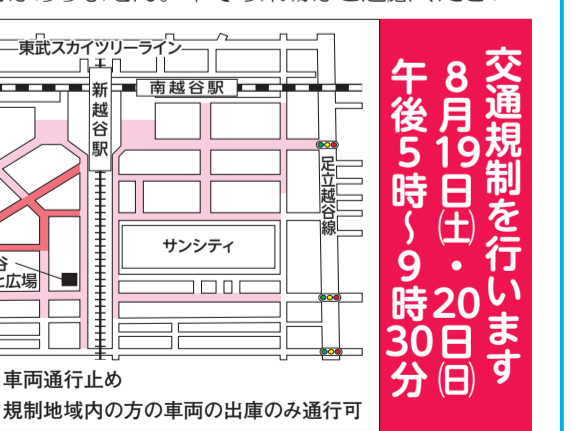 交通規制を行います
8月19日㈯・20日㈰
午後5時～9時30分
東武スカイツリーライン
新越谷駅
南越谷駅
足立越谷線
サンシティ
谷
広場
車両通行止め
規制地域内の方の車両の出庫のみ通行可